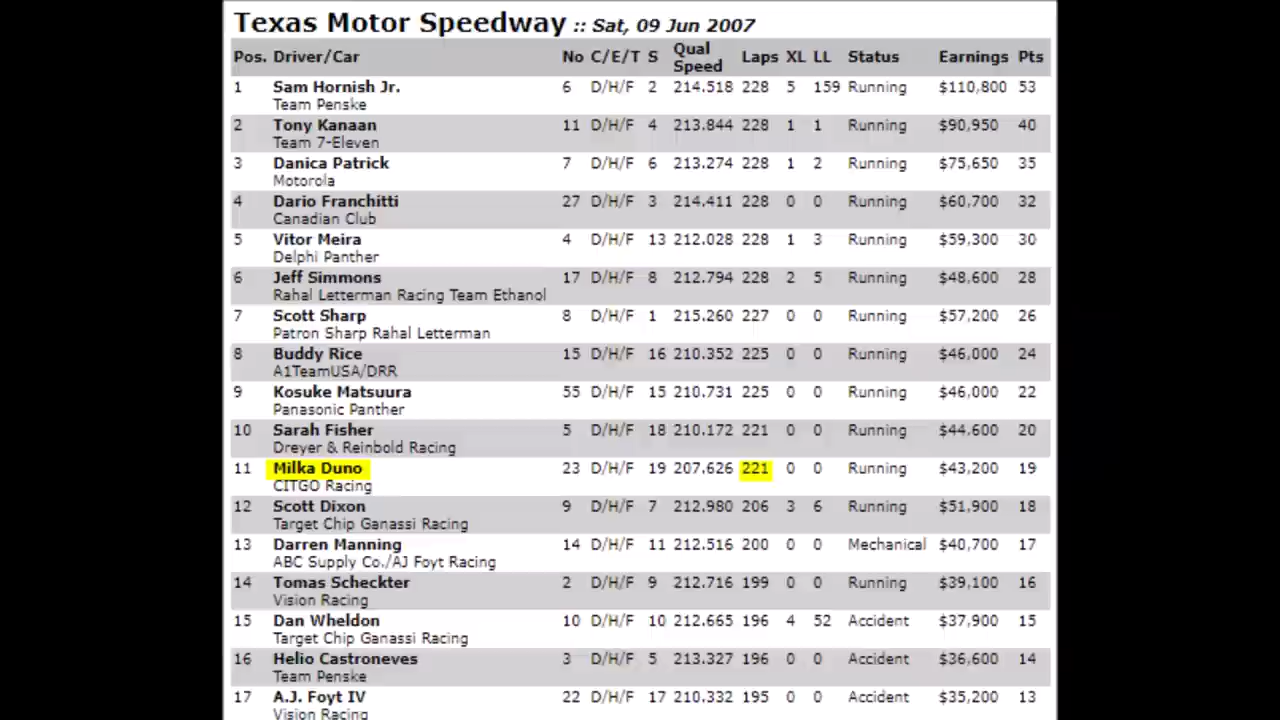 Texas Motor Speedway :: Sat, 09 Jun 2007
Pos. Driver/Car No C/E/T S Qual Speed Laps XL LL Status Earnings Pts
1 Sam Hornish Jr. 6 D/H/F 2 214.518 228 5 159 Running $110,800 53
Team Penske
2 Tony Kanaan 11 D/H/F 4 213.844 228 1 1 Running $90,950 40
Team 7-Eleven
3 Danica Patrick 7 D/H/F 6 213.274 228 1 2 Running $75,650 35
Motorola
4 Dario Franchitti 27 D/H/F 3 214.411 228 0 0 Running $60,700 32
Canadian Club
5 Vitor Meira 4 D/H/F 13 212.028 228 1 3 Running $59,300 30
Delphi Panther
6 Jeff Simmons 17 D/H/F 8 212.794 228 2 5 Running $48,600 28
Rahal Letterman Racing Team Ethanol
7 Scott Sharp 8 D/H/F 1 215.260 227 0 0 Running $57,200 26
Patron Sharp Rahal Letterman
8 Buddy Rice 15 D/H/F 16 210.352 225 0 0 Running $46,000 24
A1TeamUSA/DRR
9 Kosuke Matsuura 55 D/H/F 15 210.731 225 0 0 Running $46,000 22
Panasonic Panther
10 Sarah Fisher 5 D/H/F 18 210.172 221 0 0 Running $44,600 20
Dreyer & Reinbold Racing
11 Milka Duno 23 D/H/F 19 207.626 221 0 0 Running $43,200 19
CITGO Racing
12 Scott Dixon 9 D/H/F 7 212.980 206 3 6 Running $51,900 18
Target Chip Ganassi Racing
13 Darren Manning 14 D/H/F 11 212.516 200 0 0 Mechanical $40,700 17
ABC Supply Co./AJ Foyt Racing
14 Tomas Scheckter 2 D/H/F 9 212.716 199 0 0 Running $39,100 16
Vision Racing
15 Dan Wheldon 10 D/H/F 10 212.665 196 4 52 Accident $37,900 15
Target Chip Ganassi Racing
16 Helio Castroneves 3 D/H/F 5 213.327 196 0 0 Accident $36,600 14
Team Penske
17 A.J. Foyt IV 22 D/H/F 17 210.332 195 0 0 Accident $35,200 13
Vision Racing